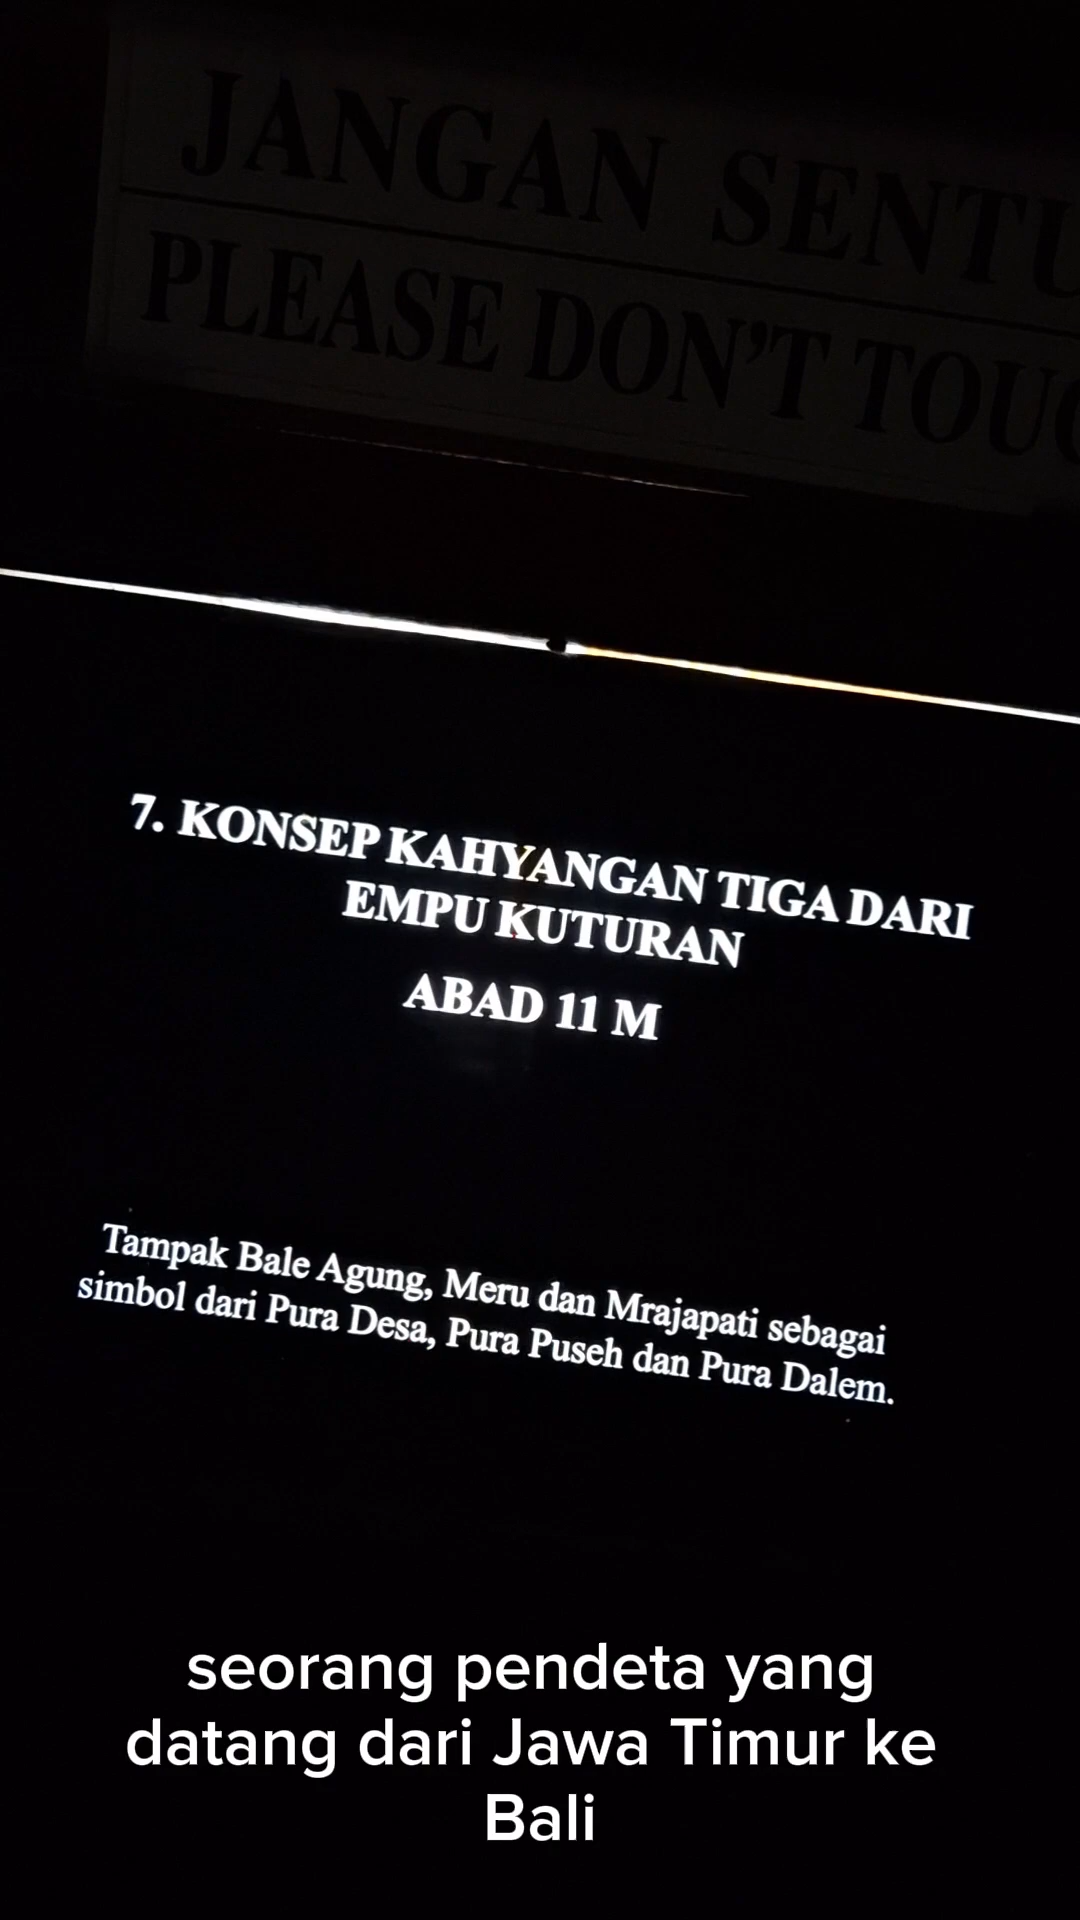 JANGAN SENTU
PLEASE DON'T TOUC
7. KONSEP KAHYANGAN TIGA DARI
EMPU KUTURAN
ABAD 11 M
Tampak Bale Agung, Meru dan Mrajapati sebagai
simbol dari Pura Desa, Pura Puseh dan Pura Dalem.
seorang pendeta yang
datang dari Jawa Timur ke
Bali